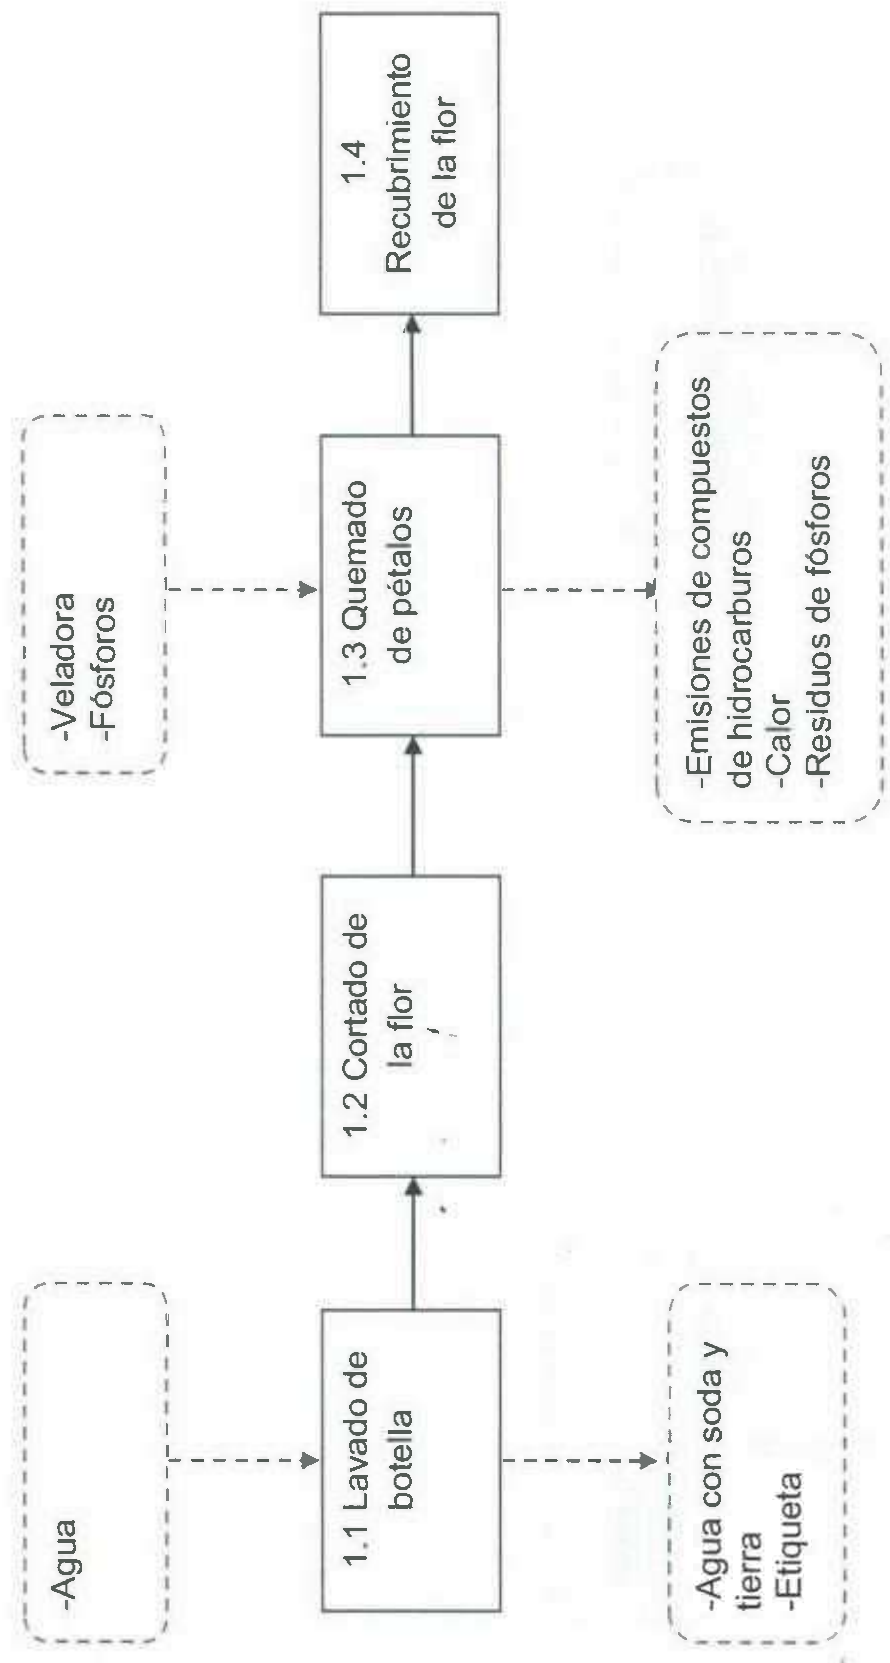 -Agua
-Veladora
-Fósforos
1.1 Lavado de
botella
1.2 Cortado de
la flor
1.3 Quemado
de pétalos
1.4
Recubrimiento
de la flor
-Agua con soda y
tierra
-Etiqueta
-Emisiones de compuestos
de hidrocarburos
-Calor
-Residuos de fósforos